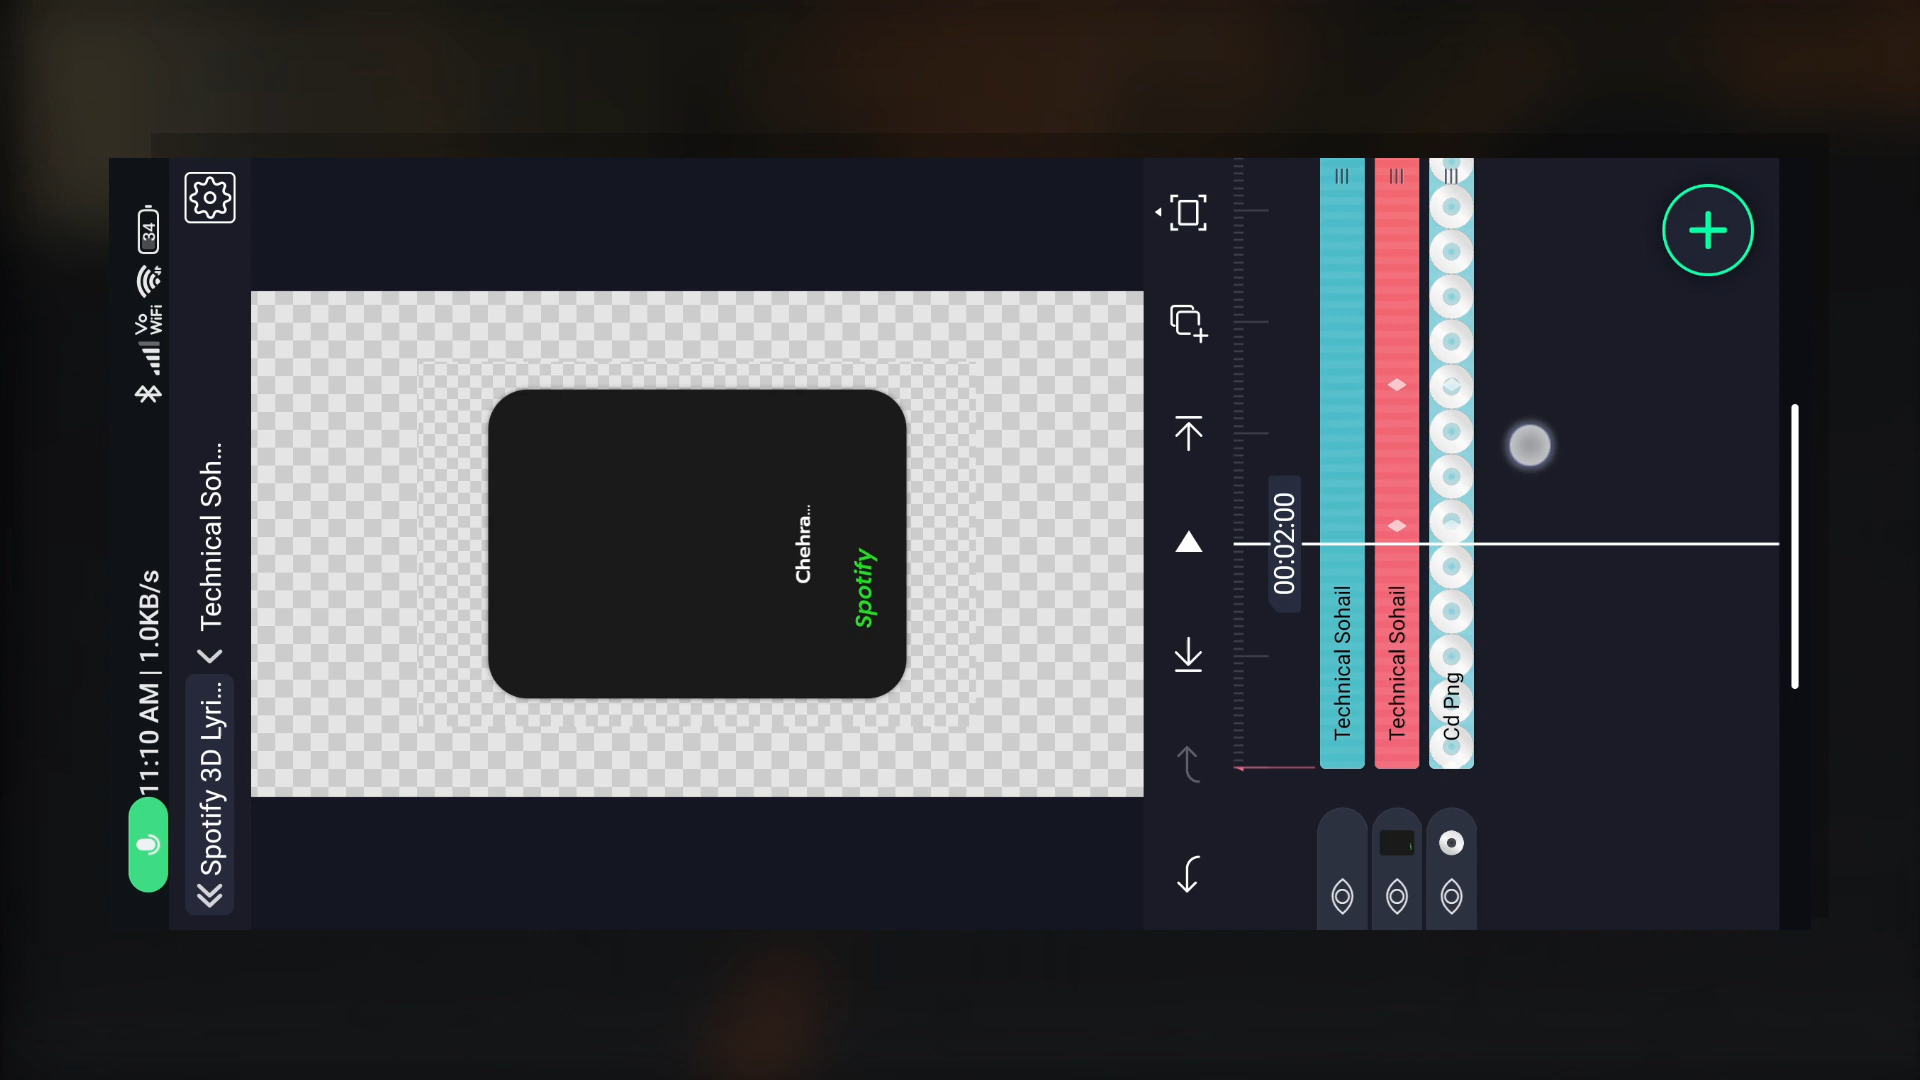 11:10 AM | 1.0KB/s
Vo
WiFi
34
Spotify 3D Lyri...
Technical Soh...
Chehra...
Spotify
00:02:00
Technical Sohail
Technical Sohail
Cd Png